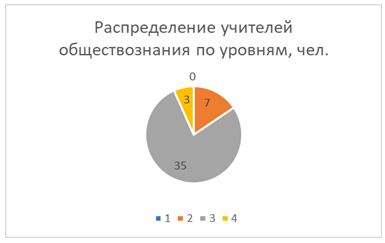 Распределение учителей
обществознания по уровням, чел.
0
3 7
35
1 2 3 4